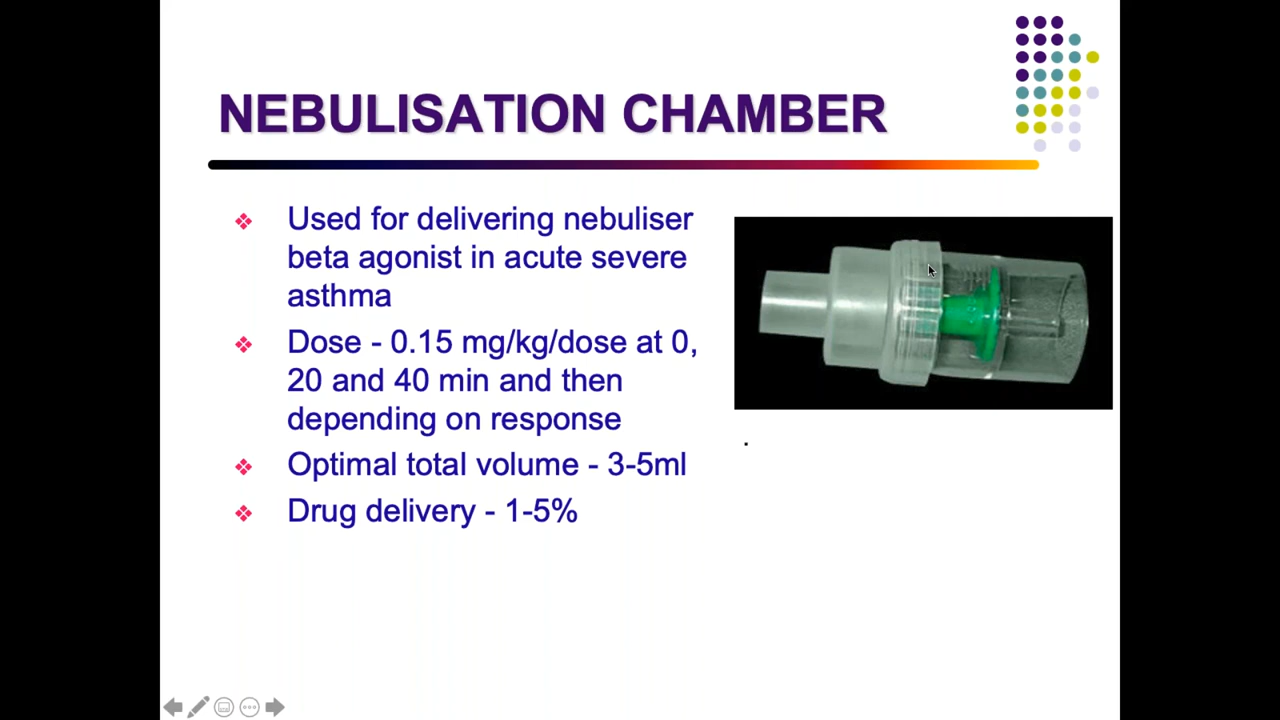 NEBULISATION CHAMBER
Used for delivering nebuliser
beta agonist in acute severe
asthma
Dose - 0.15 mg/kg/dose at 0,
20 and 40 min and then
depending on response
Optimal total volume - 3-5ml
Drug delivery - 1-5%
.